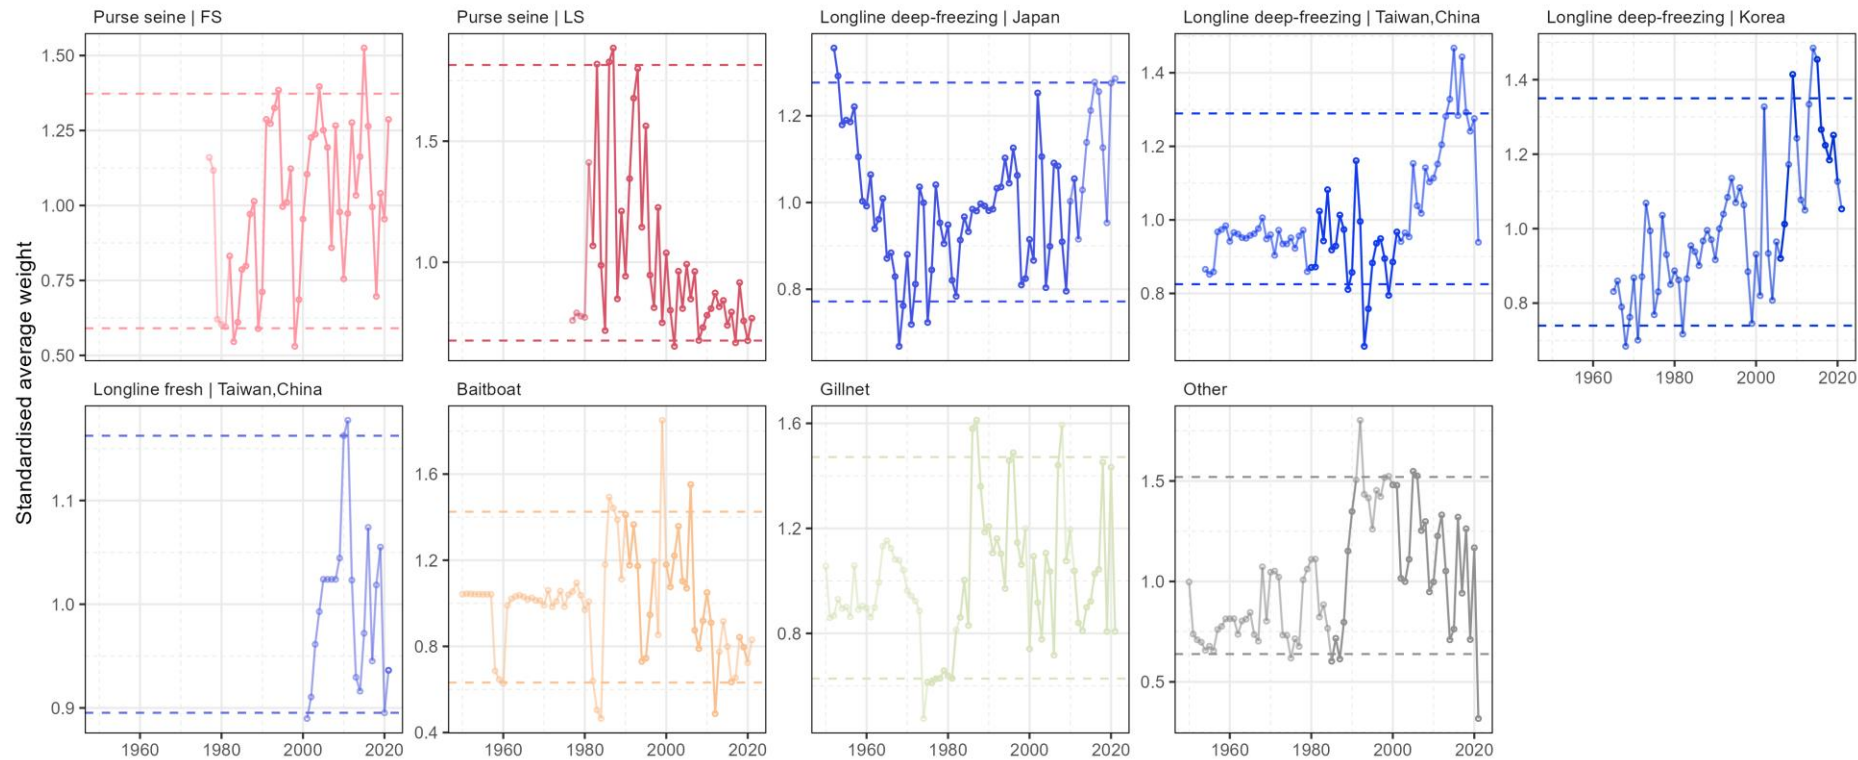 Purse seine | FS
Purse seine | LS
Longline deep-freezing | Japan
Longline deep-freezing | Taiwan,China
Longline deep-freezing | Korea
1.50
1.25
1.00
0.75
0.50
1.5
1.0
1.2
1.0
0.8
1.4
1.2
1.0
0.8
1.4
1.2
1.0
0.8
1960 1980 2000 2020
Standardised average weight
Longline fresh | Taiwan,China
Baitboat
Gillnet
Other
1.1
1.0
0.9
1.6
1.2
0.8
0.4
1.6
1.2
0.8
1.5
1.0
0.5
1960 1980 2000 2020
1960 1980 2000 2020
1960 1980 2000 2020
1960 1980 2000 2020